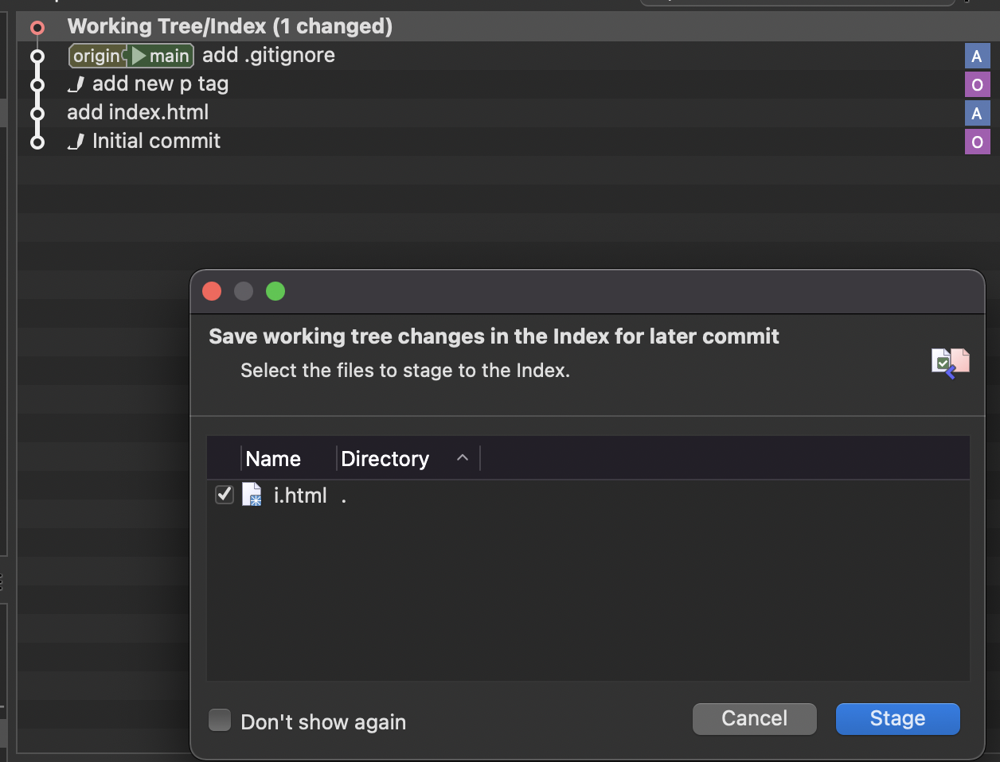 Working Tree/Index (1 changed)
origin main add .gitignore A
add new p tag O
add index.html A
Initial commit O
Save working tree changes in the Index for later commit
Select the files to stage to the Index.
Name Directory
i.html .
Don't show again
Cancel Stage